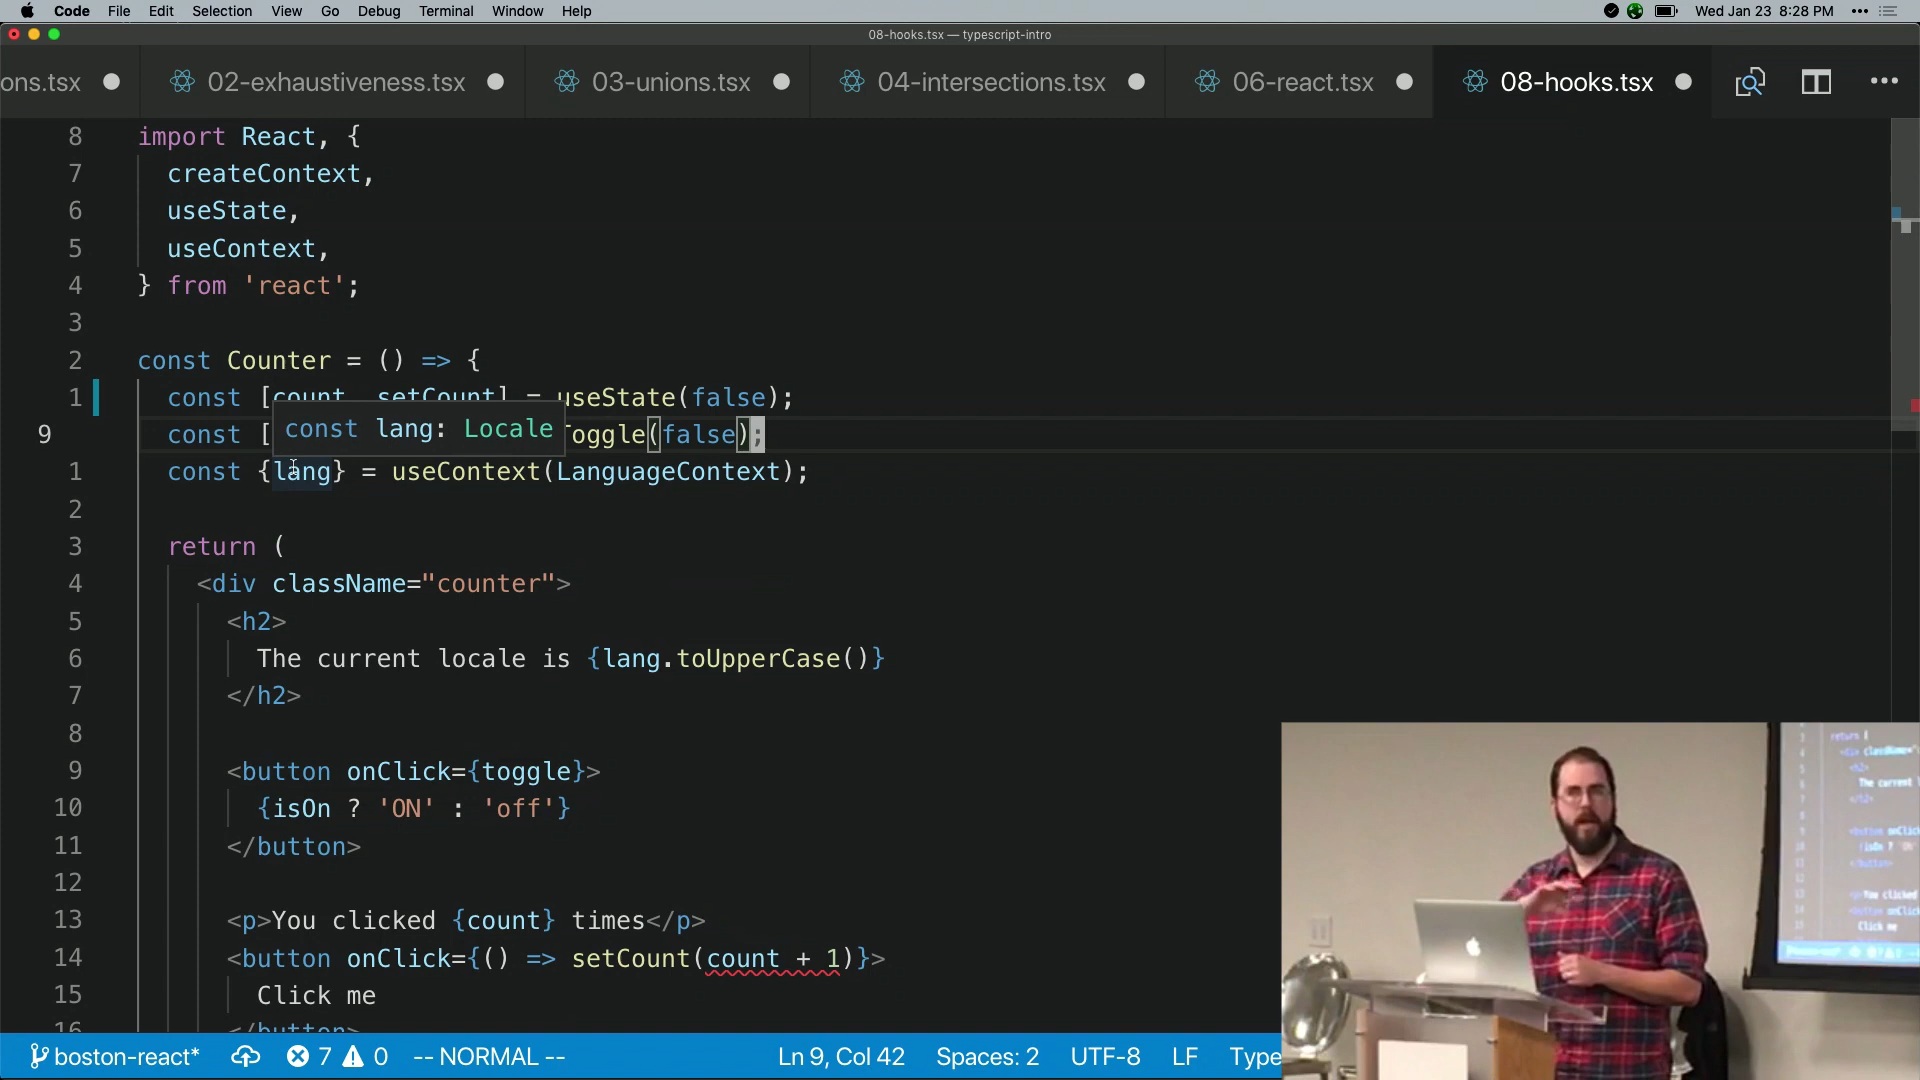 Code File Edit Selection View Go Debug Terminal Window Help Wed Jan 23 8:28 PM
08-hooks.tsx — typescript-intro
ons.tsx 02-exhaustiveness.tsx 03-unions.tsx 04-intersections.tsx 06-react.tsx 08-hooks.tsx
8 import React, {
7 createContext,
6 useState,
5 useContext,
4 } from 'react';
3
2 const Counter = () => {
1 const [count, setCount] = useState(false);
9 const [ const lang: Locale oggle(false);
1 const {lang} = useContext(LanguageContext);
2
3 return (
4 <div className="counter">
5 <h2>
6 The current locale is {lang.toUpperCase()}
7 </h2>
8
9 <button onClick={toggle}>
10 {isOn ? 'ON' : 'off'}
11 </button>
12
13 <p>You clicked {count} times</p>
14 <button onClick={() => setCount(count + 1)}>
15 Click me
16 </button>
boston-react* 7 0 -- NORMAL -- Ln 9, Col 42 Spaces: 2 UTF-8 LF Type